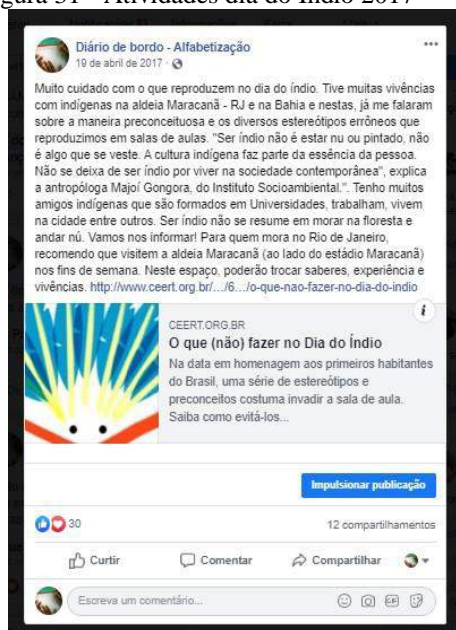 Figura 31 - Atividades dia do Índio 2017
Diário de bordo - Alfabetização
19 de abril de 2017 ·
Muito cuidado com o que reproduzem no dia do índio. Tive muitas vivências
com indígenas na aldeia Maracanã - RJ e na Bahia e nestas, já me falaram
sobre a maneira preconceituosa e os diversos estereótipos errôneos que
reproduzimos em salas de aulas. "Ser índio não é estar nu ou pintado, não
é algo que se veste. A cultura indígena faz parte da essência da pessoa.
Não se deixa de ser índio por viver na sociedade contemporânea", explica
a antropóloga Majoí Gongora, do Instituto Socioambiental.". Tenho muitos
amigos indígenas que são formados em Universidades, trabalham, vivem
na cidade entre outros. Ser índio não se resume em morar na floresta e
andar nú. Vamos nos informar! Para quem mora no Rio de Janeiro,
recomendo que visitem a aldeia Maracanã (ao lado do estádio Maracanã)
nos fins de semana. Neste espaço, poderão trocar saberes, experiência e
vivências. http://www.ceert.org.br/.../6.../o-que-nao-fazer-no-dia-do-indio
i
CEERT.ORG.BR
O que (não) fazer no Dia do Índio
Na data em homenagem aos primeiros habitantes
do Brasil, uma série de estereótipos e
preconceitos costuma invadir a sala de aula.
Saiba como evitá-los...
Impulsionar publicação
30
12 compartilhamentos
Curtir
Comentar
Compartilhar
Escreva um comentário...
GIF